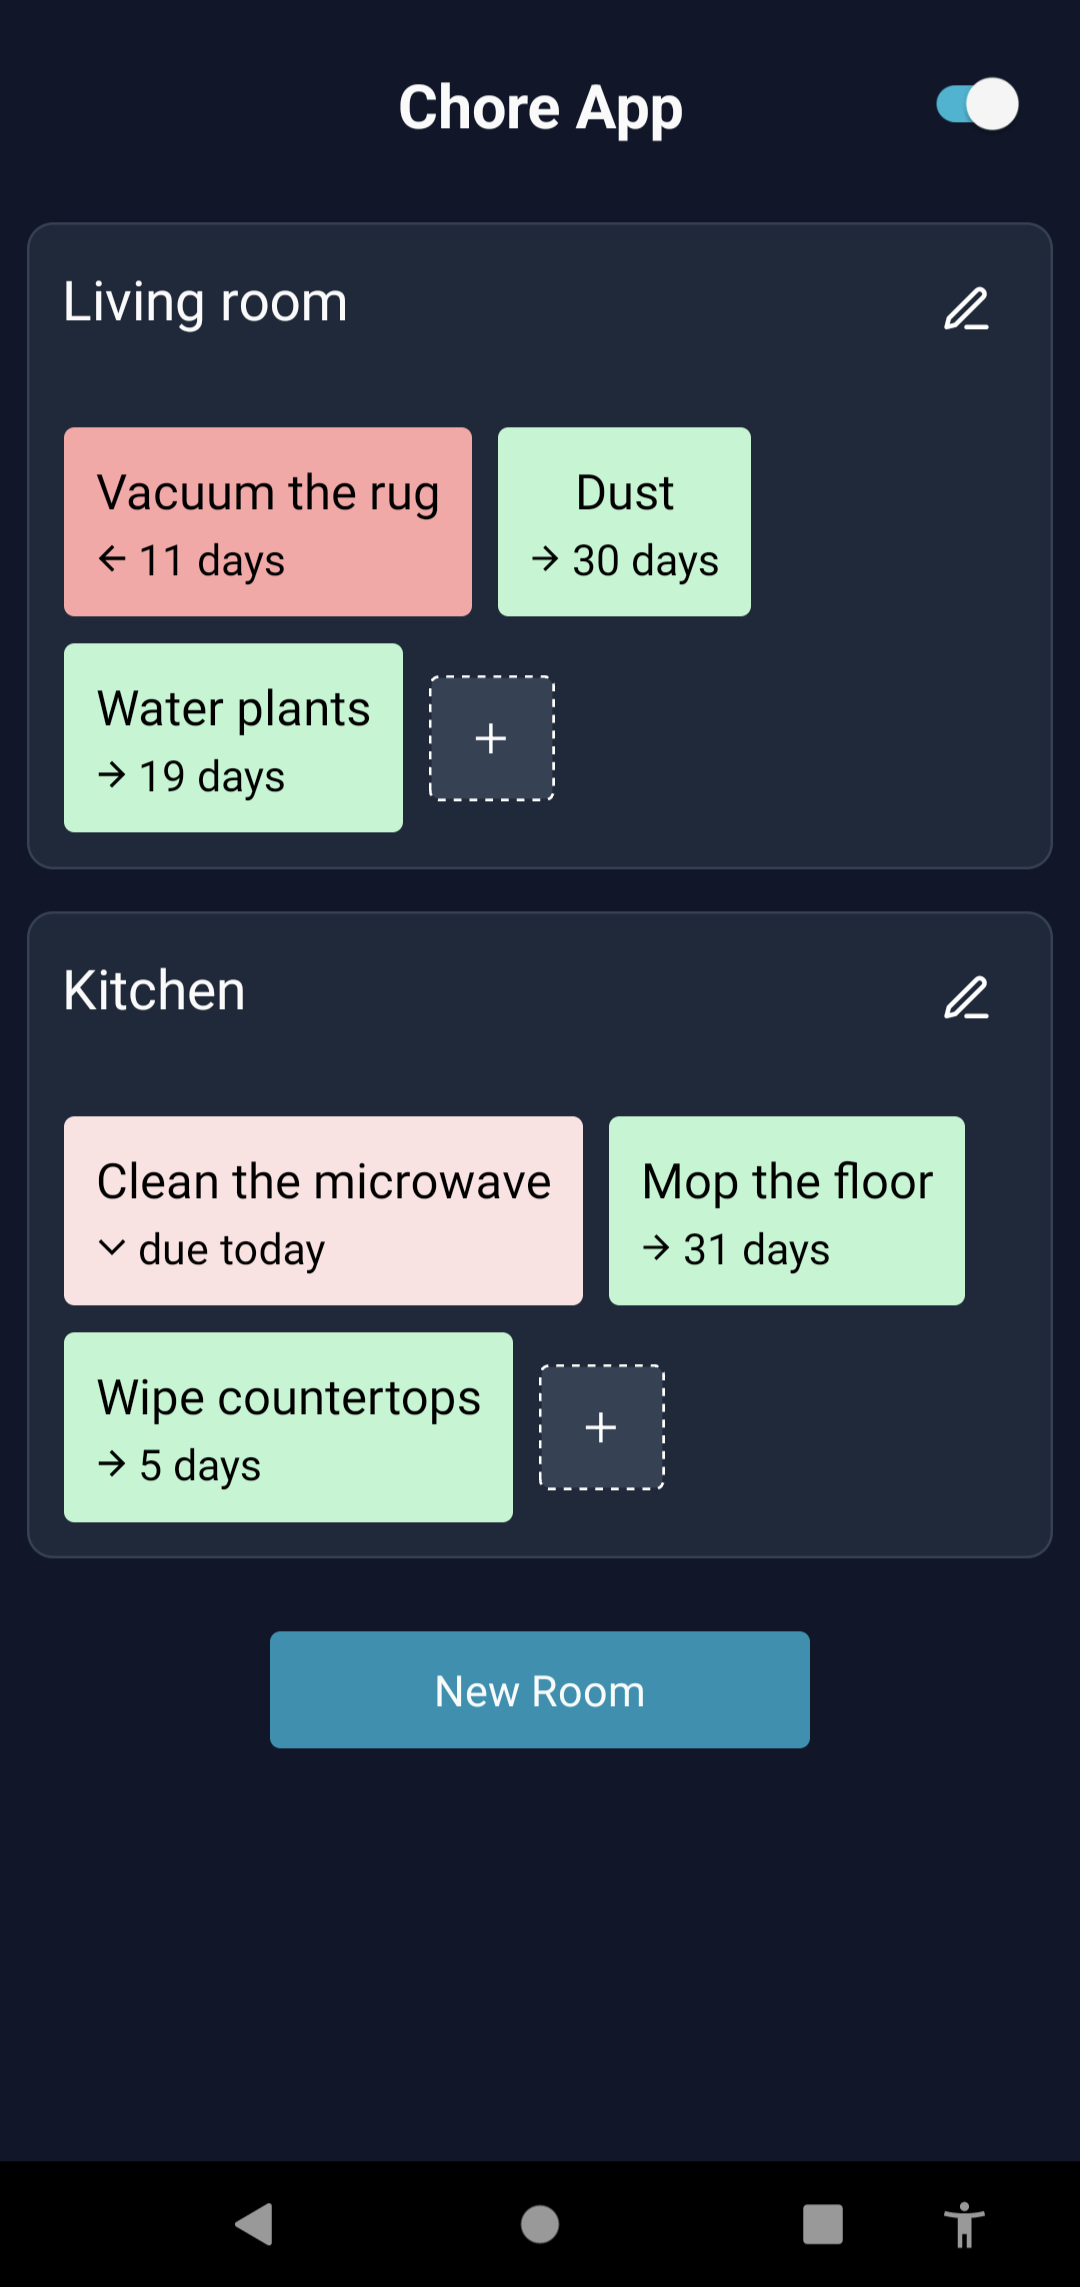 Chore App
Living room
Vacuum the rug
← 11 days
Dust
→ 30 days
Water plants
→ 19 days
+
Kitchen
Clean the microwave
due today
Mop the floor
→ 31 days
Wipe countertops
→ 5 days
+
New Room